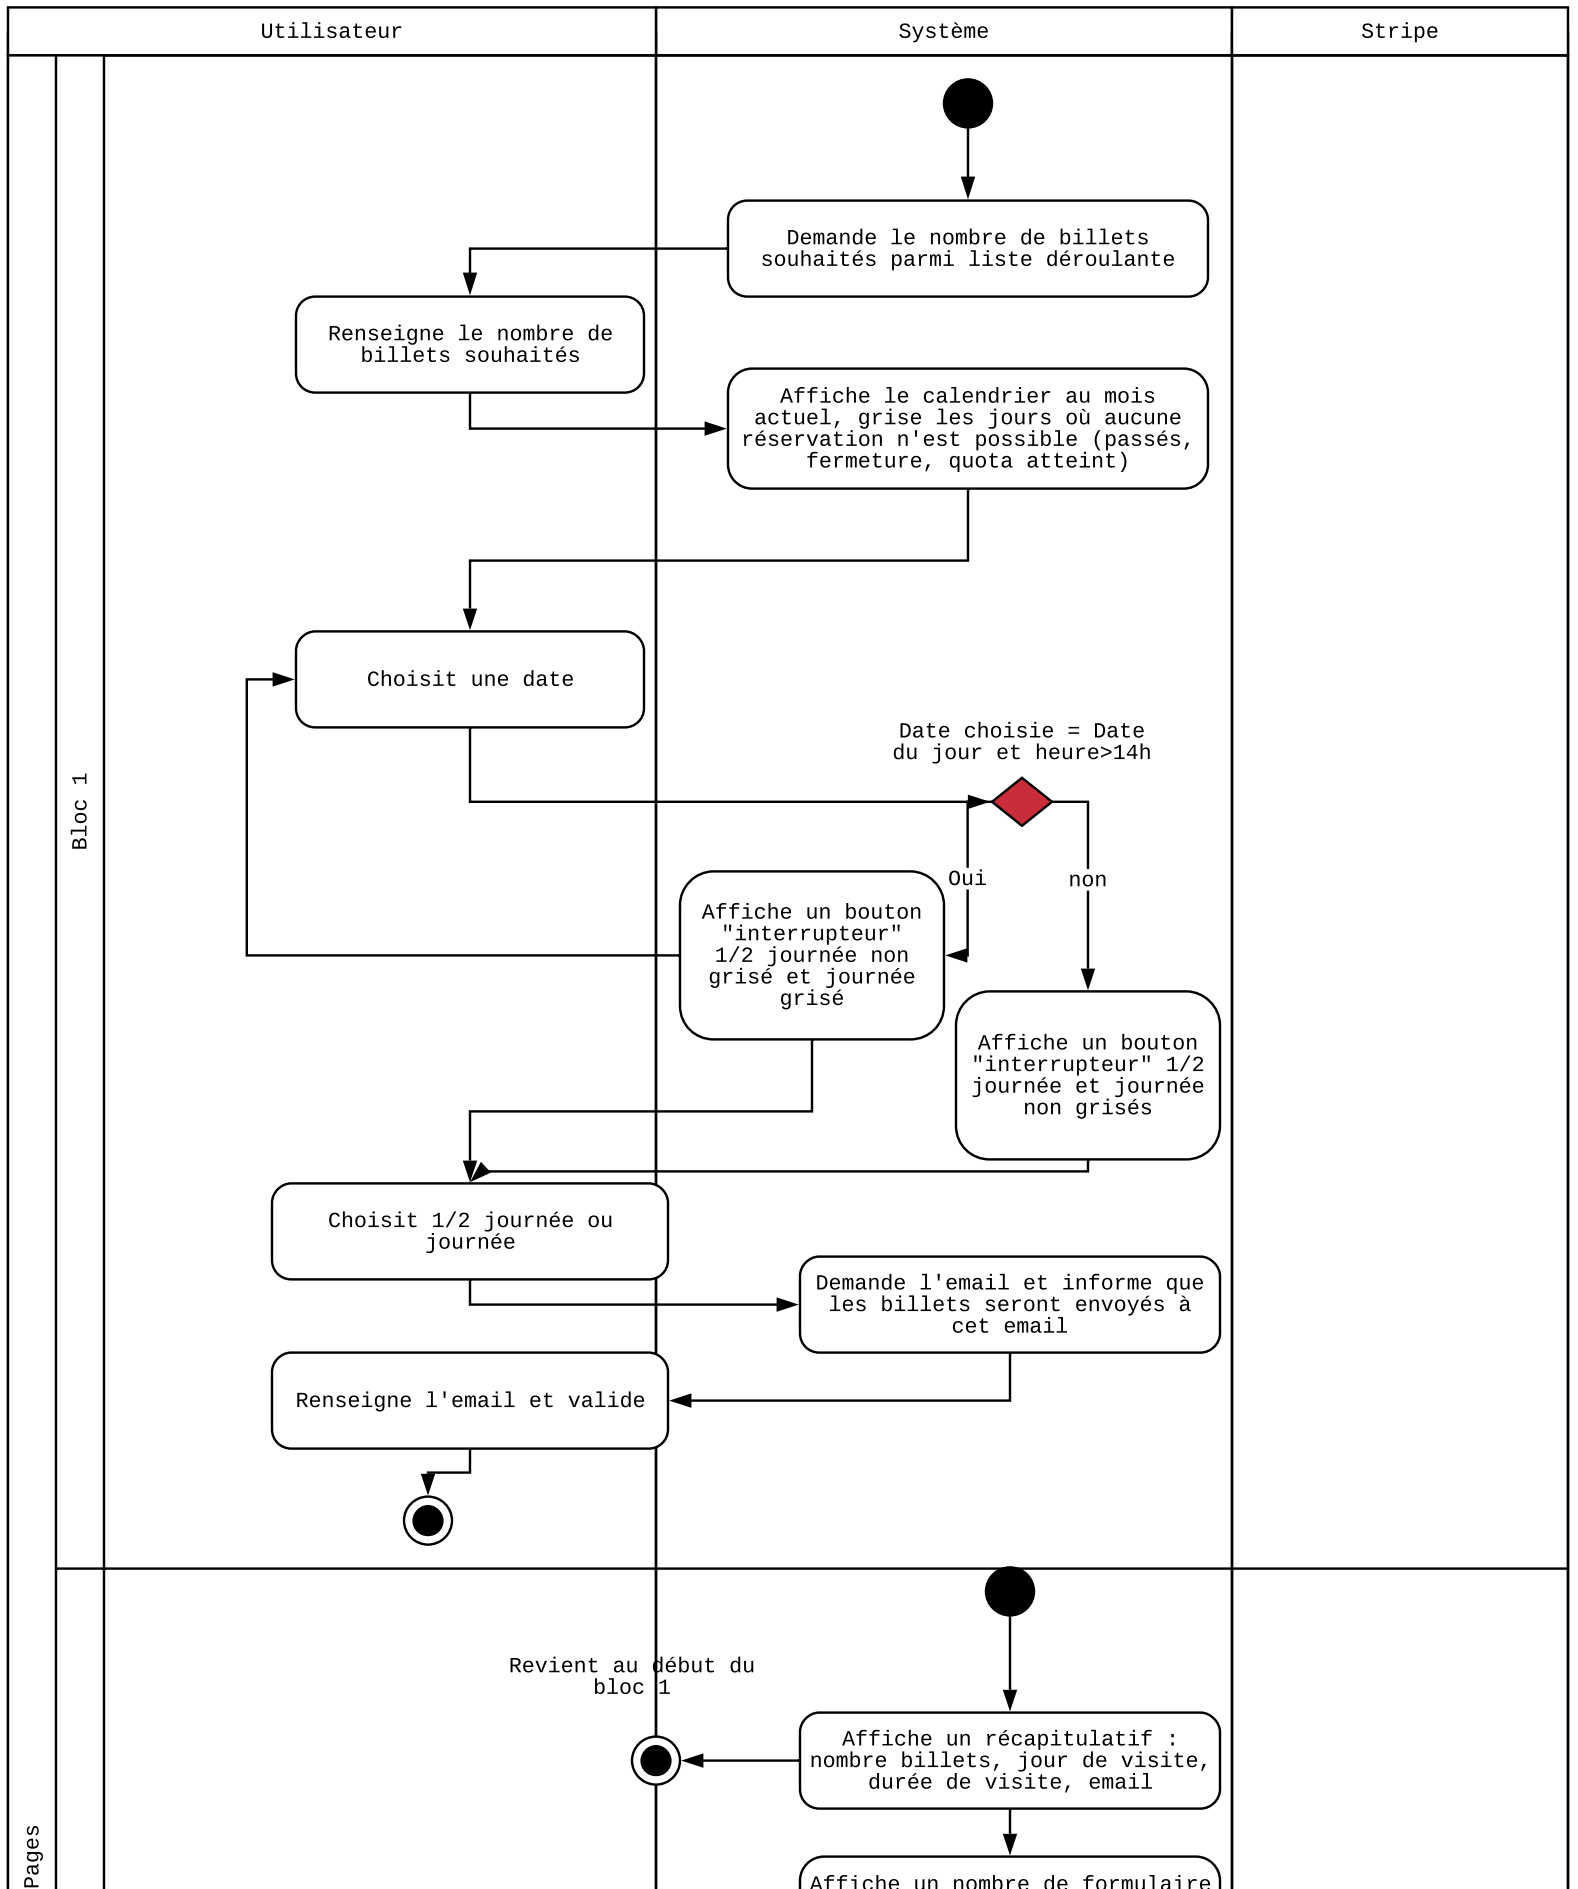 Utilisateur
Système
Stripe
Demande le nombre de billets
souhaités parmi liste déroulante
Renseigne le nombre de
billets souhaités
Affiche le calendrier au mois
actuel, grise les jours où aucune
réservation n'est possible (passés,
fermeture, quota atteint)
Choisit une date
Date choisie = Date
du jour et heure>14h
Bloc 1
Oui
non
Affiche un bouton
"interrupteur"
1/2 journée non
grisé et journée
grisé
Affiche un bouton
"interrupteur" 1/2
journée et journée
non grisés
Choisit 1/2 journée ou
journée
Demande l'email et informe que
les billets seront envoyés à
cet email
Renseigne l'email et valide
Revient au début du
bloc 1
Affiche un récapitulatif :
nombre billets, jour de visite,
durée de visite, email
Pages
Affiche un nombre de formulaire